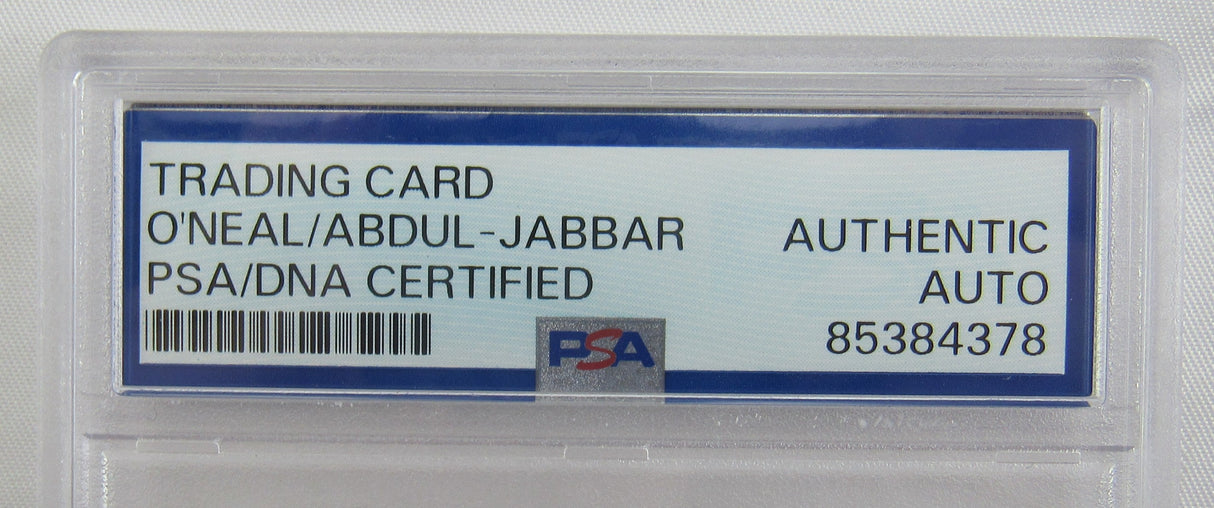 TRADING CARD
O'NEAL/ABDUL-JABBAR
PSA/DNA CERTIFIED
AUTHENTIC
AUTO
85384378
PSA